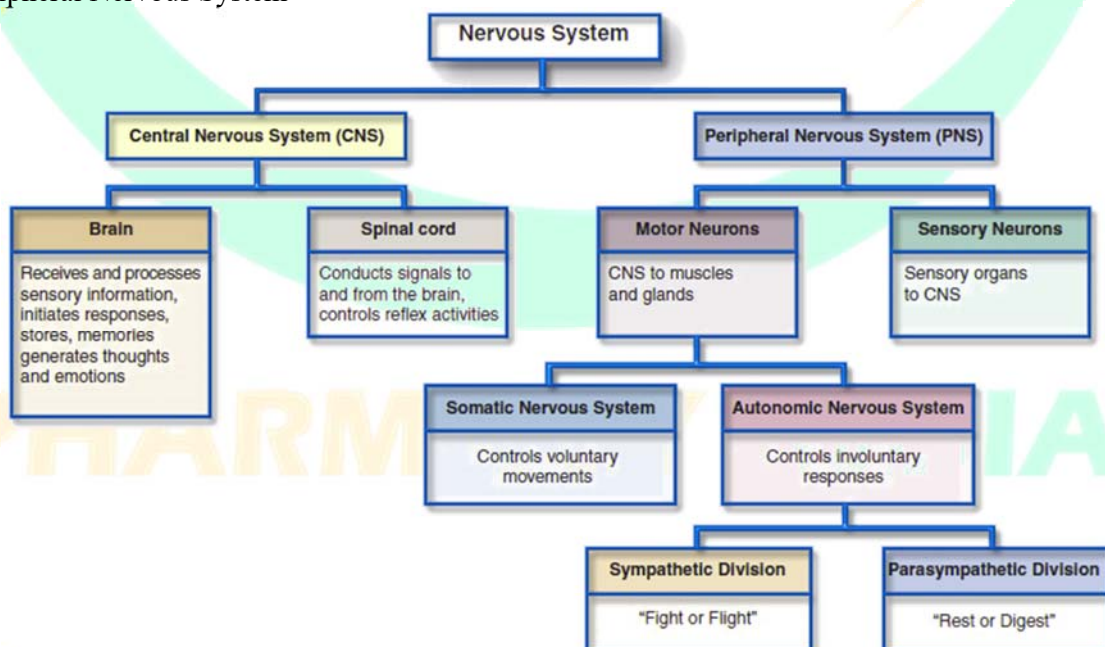 pheral Nervous System
Nervous System
Central Nervous System (CNS)
Peripheral Nervous System (PNS)
Brain
Receives and processes
sensory information,
initiates responses,
stores, memories
generates thoughts
and emotions
Spinal cord
Conducts signals to
and from the brain,
controls reflex activities
Motor Neurons
CNS to muscles
and glands
Sensory Neurons
Sensory organs
to CNS
Somatic Nervous System
Controls voluntary
movements
Autonomic Nervous System
Controls involuntary
responses
Sympathetic Division
"Fight or Flight"
Parasympathetic Division
"Rest or Digest"